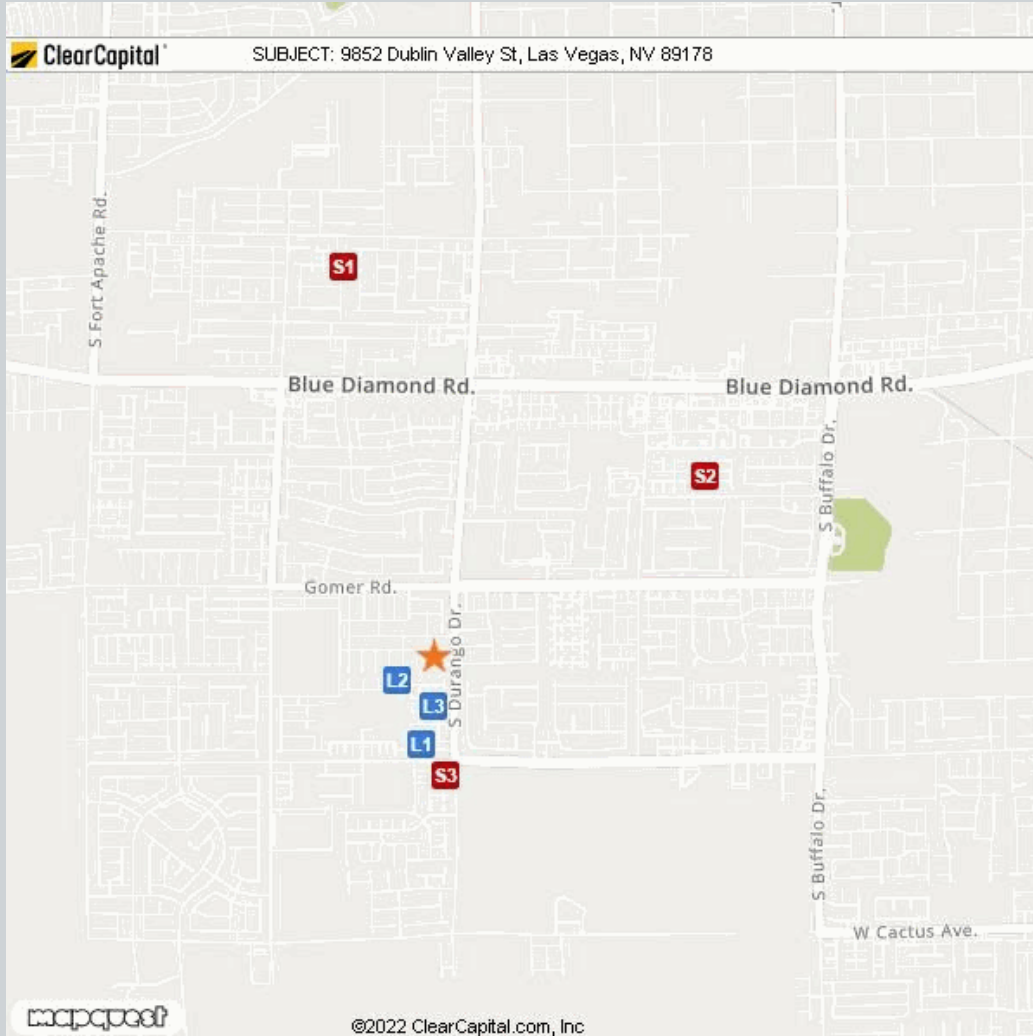 ClearCapital
SUBJECT: 9852 Dublin Valley St, Las Vegas, NV 89178
S Fort Apache Rd.
S1
Blue Diamond Rd.
Blue Diamond Rd.
S2
S Buffalo Dr.
Gomer Rd.
S Durango Dr.
L2
L3
L1
S3
S Buffalo Dr.
W Cactus Ave.
mapquest
©2022 ClearCapital.com, Inc